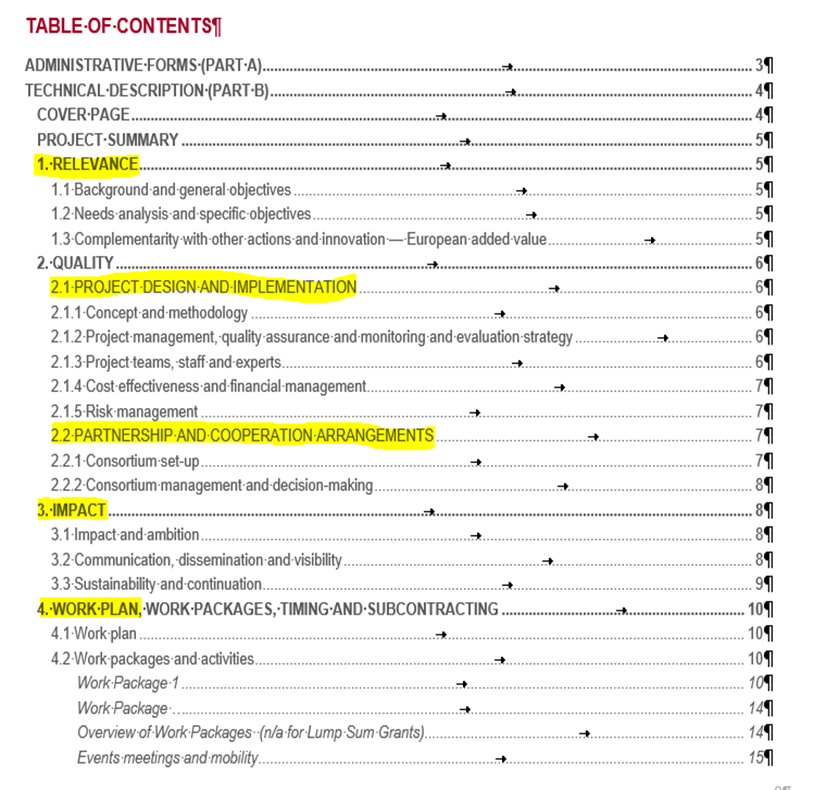 TABLE·OF·CONTENTS¶
ADMINISTRATIVE·FORMS·(PART·A)......→......3¶
TECHNICAL·DESCRIPTION·(PART·B)......→......4¶
COVER·PAGE......→......4¶
PROJECT·SUMMARY......→......5¶
1.·RELEVANCE......→......5¶
1.1·Background·and·general·objectives......→......5¶
1.2·Needs·analysis·and·specific·objectives......→......5¶
1.3·Complementarity·with·other·actions·and·innovation·—·European·added·value......→......5¶
2.·QUALITY......→......6¶
2.1·PROJECT·DESIGN·AND·IMPLEMENTATION......→......6¶
2.1.1·Concept·and·methodology......→......6¶
2.1.2·Project·management,·quality·assurance·and·monitoring·and·evaluation·strategy......→......6¶
2.1.3·Project·teams,·staff·and·experts......→......6¶
2.1.4·Cost·effectiveness·and·financial·management......→......7¶
2.1.5·Risk·management......→......7¶
2.2·PARTNERSHIP·AND·COOPERATION·ARRANGEMENTS......→......7¶
2.2.1·Consortium·set-up......→......7¶
2.2.2·Consortium·management·and·decision-making......→......8¶
3.·IMPACT......→......8¶
3.1·Impact·and·ambition......→......8¶
3.2·Communication,·dissemination·and·visibility......→......8¶
3.3·Sustainability·and·continuation......→......9¶
4.·WORK·PLAN,·WORK·PACKAGES,·TIMING·AND·SUBCONTRACTING......→......10¶
4.1·Work·plan......→......10¶
4.2·Work·packages·and·activities......→......10¶
Work·Package·1......→......10¶
Work·Package·…......→......14¶
Overview·of·Work·Packages··(n/a·for·Lump·Sum·Grants)......→......14¶
Events·meetings·and·mobility......→......15¶